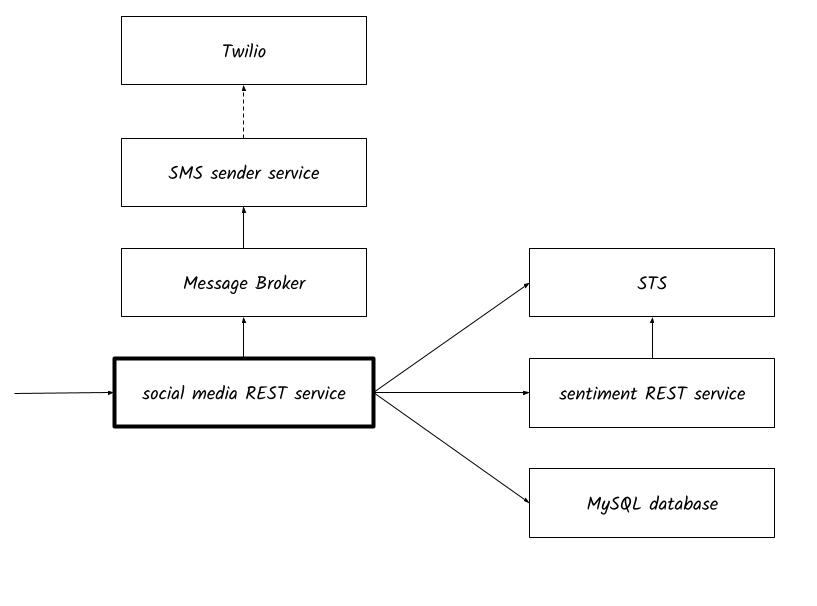 Twilio
SMS sender service
Message Broker
STS
social media REST service
sentiment REST service
MySQL database